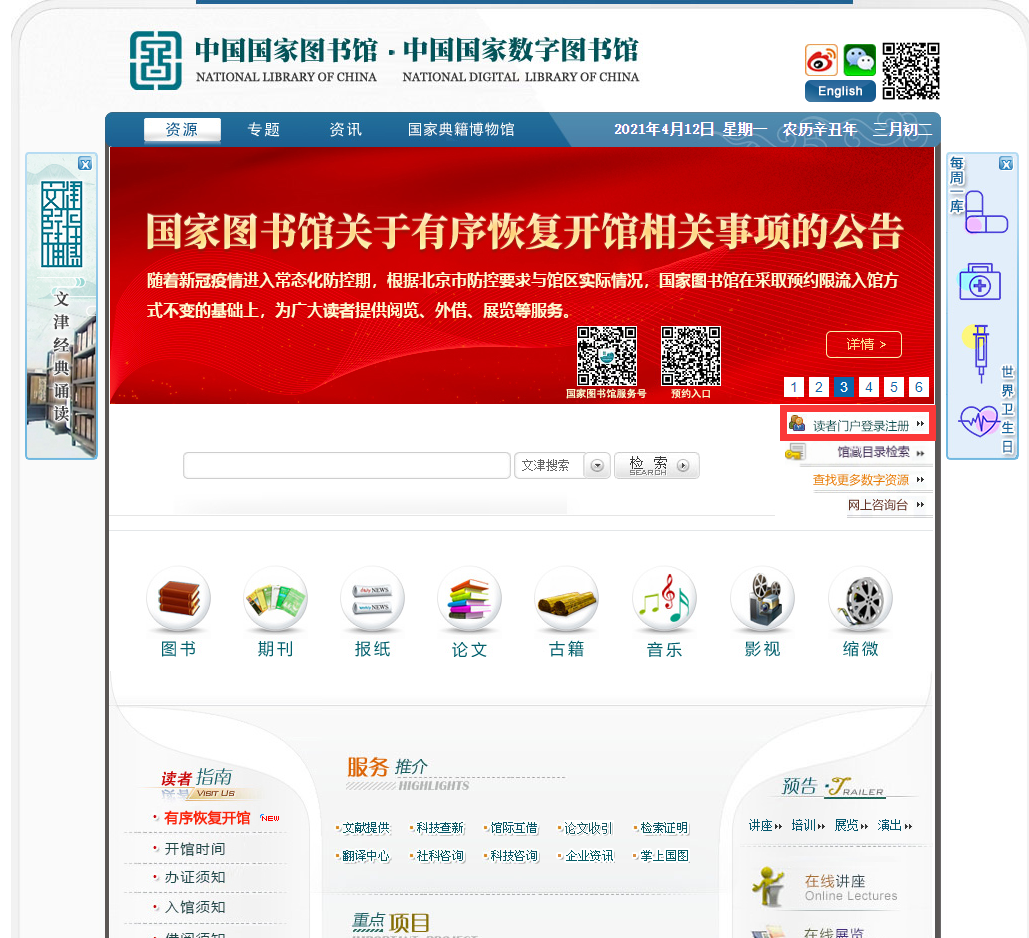 中国国家图书馆·中国国家数字图书馆
NATIONAL LIBRARY OF CHINA NATIONAL DIGITAL LIBRARY OF CHINA
English
资源 专题 资讯 国家典籍博物馆 2021年4月12日 星期一 农历辛丑年 三月初二
文津经典诵读
每周一库
世界卫生日
国家图书馆关于有序恢复开馆相关事项的公告
随着新冠疫情进入常态化防控期，根据北京市防控要求与馆区实际情况，国家图书馆在采取预约限流入馆方
式不变的基础上，为广大读者提供阅览、外借、展览等服务。
详情 >
国家图书馆服务号 预约入口
1 2 3 4 5 6
读者门户登录注册
馆藏目录检索
查找更多数字资源
网上咨询台
文津搜索 检 索
SEARCH
图书 期刊 报纸 论文 古籍 音乐 影视 缩微
读者 指南
VISIT US
有序恢复开馆 NEW
开馆时间
办证须知
入馆须知
借阅须知
服务 推介
HIGHLIGHTS
文献提供 科技查新 馆际互借 论文收引 检索证明
翻译中心 社科咨询 科技咨询 企业资讯 掌上国图
重点 项目
IMPORTANT PROJECT
预告·TRAILER
讲座 培训 展览 演出
在线讲座
Online Lectures
在线展览